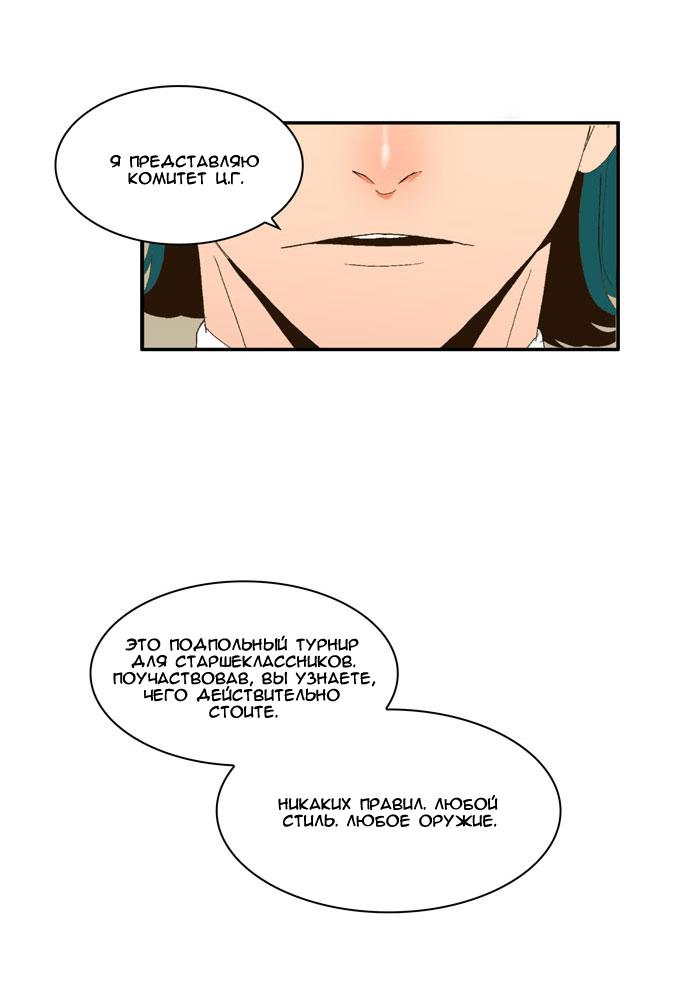 Я ПРЕДСТАВЛЯЮ
КОМИТЕТ Ц.Г.
ЭТО ПОДПОЛЬНЫЙ ТУРНИР
ДЛЯ СТАРШЕКЛАССНИКОВ.
ПОУЧАСТВОВАВ, ВЫ УЗНАЕТЕ,
ЧЕГО ДЕЙСТВИТЕЛЬНО
СТОИТЕ.
НИКАКИХ ПРАВИЛ. ЛЮБОЙ
СТИЛЬ. ЛЮБОЕ ОРУЖИЕ.